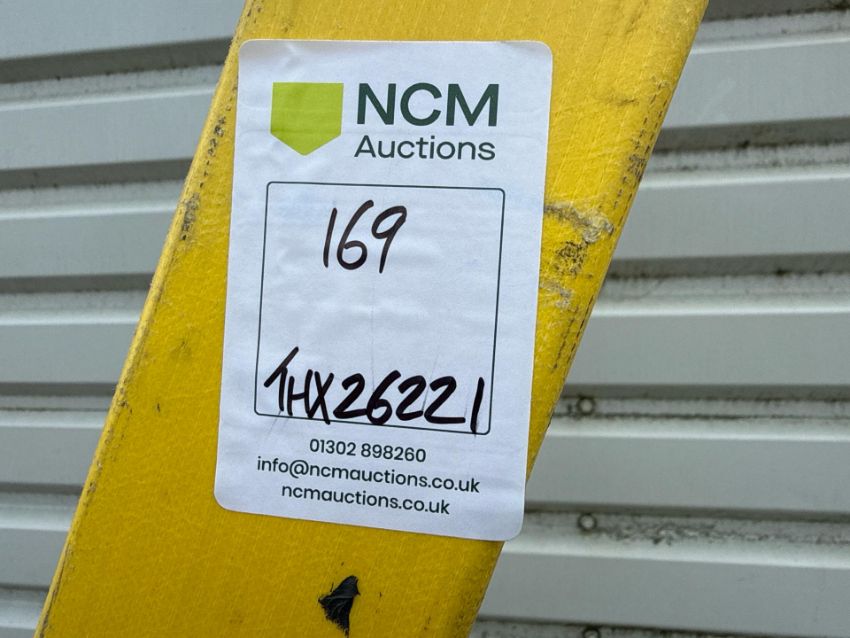 NCM
Auctions
169
THX26221
01302 898260
info@ncmauctions.co.uk
ncmauctions.co.uk